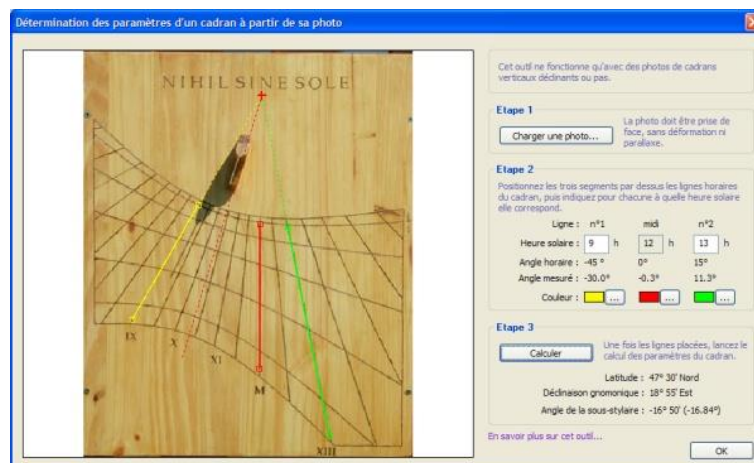 Détermination des paramètres d'un cadran à partir de sa photo
NIHIL SINE SOLE
IX
X
XI
M
XIII
Cet outil ne fonctionne qu'avec des photos de cadrans
verticaux déclinants ou pas.
Etape 1
Charger une photo...
La photo doit être prise de
face, sans déformation ni
parallaxe.
Etape 2
Positionnez les trois segments par dessus les lignes horaires
du cadran, puis indiquez pour chacune à quelle heure solaire
elle correspond.
Ligne : n°1 midi n°2
Heure solaire : 9 h 12 h 13 h
Angle horaire : -45 ° 0° 15°
Angle mesuré : -30.0° -0.3° 11.3°
Couleur : ... ... ...
Etape 3
Calculer
Une fois les lignes placées, lancez le
calcul des paramètres du cadran.
Latitude : 47° 30' Nord
Déclinaison gnomonique : 18° 55' Est
Angle de la sous-stylaire : -16° 50' (-16.84°)
En savoir plus sur cet outil...
OK